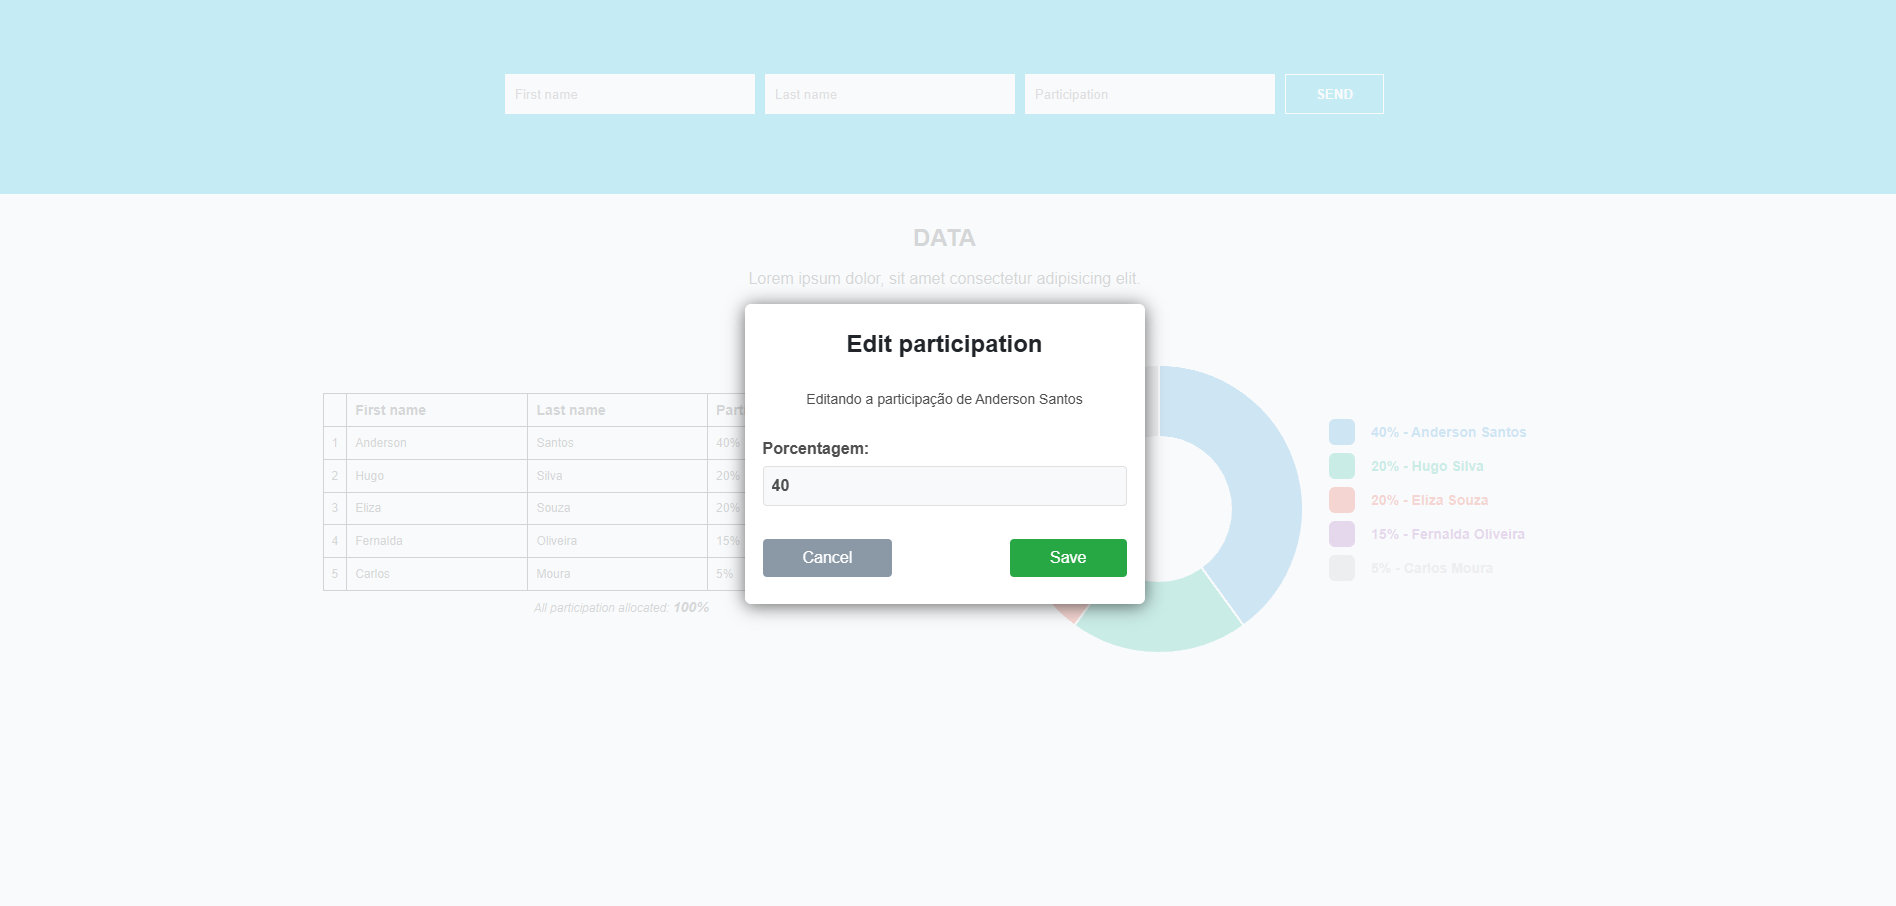 First name Last name Participation SEND
DATA
Lorem ipsum dolor, sit amet consectetur adipisicing elit.
Edit participation
Editando a participação de Anderson Santos
Porcentagem:
40
Cancel Save
First name Last name
1 Anderson Santos 40%
2 Hugo Silva 20%
3 Eliza Souza 20%
4 Fernalda Oliveira 15%
5 Carlos Moura 5%
All participation allocated: 100%
40% - Anderson Santos
20% - Hugo Silva
20% - Eliza Souza
15% - Fernalda Oliveira
5% - Carlos Moura